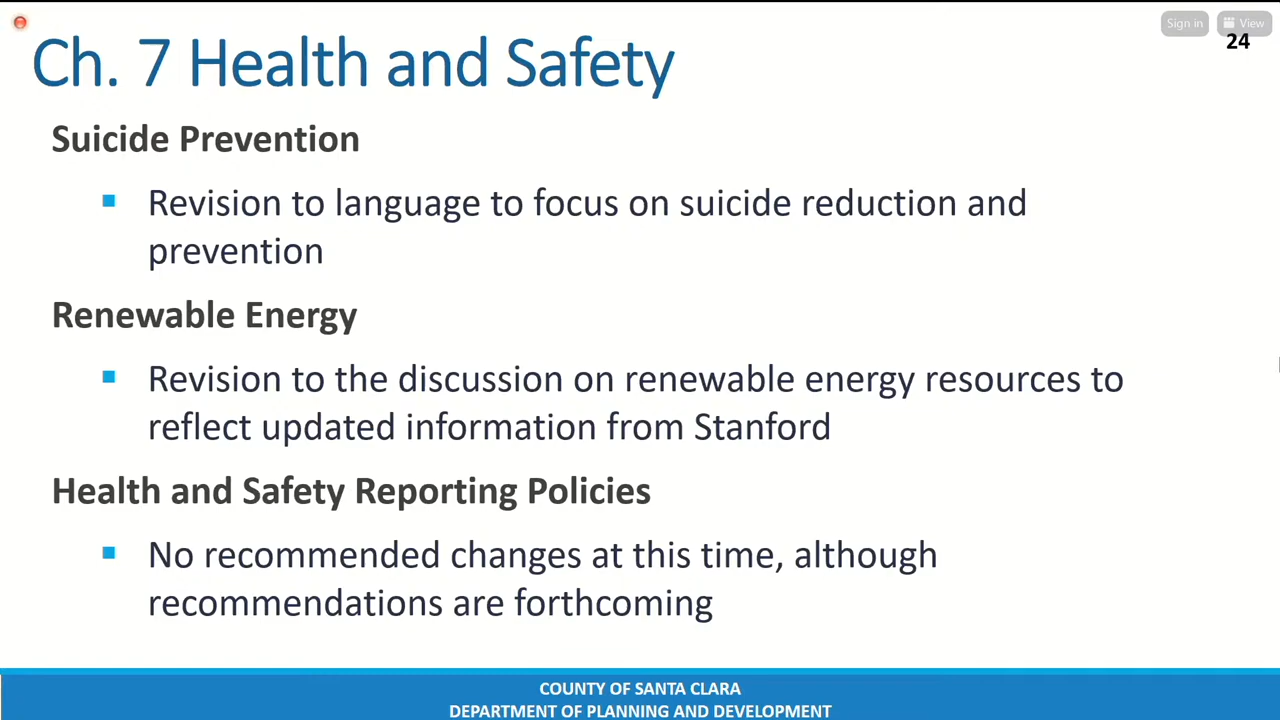 Sign in
View
24
Ch. 7 Health and Safety
Suicide Prevention
Revision to language to focus on suicide reduction and
prevention
Renewable Energy
Revision to the discussion on renewable energy resources to
reflect updated information from Stanford
Health and Safety Reporting Policies
No recommended changes at this time, although
recommendations are forthcoming
COUNTY OF SANTA CLARA
DEPARTMENT OF PLANNING AND DEVELOPMENT